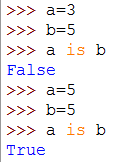 >>> a=3
>>> b=5
>>> a is b
False
>>> a=5
>>> b=5
>>> a is b
True